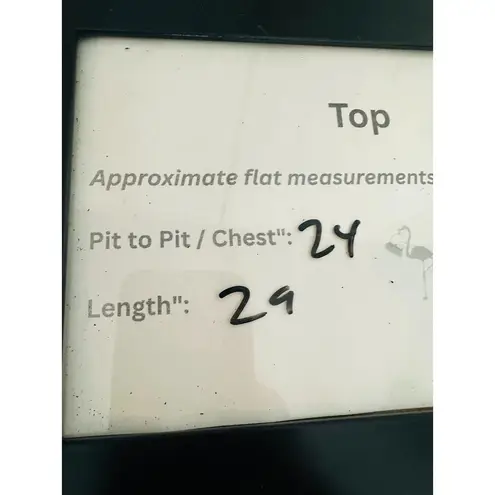 Top
Approximate flat measurements
Pit to Pit / Chest": 24
Length": 29